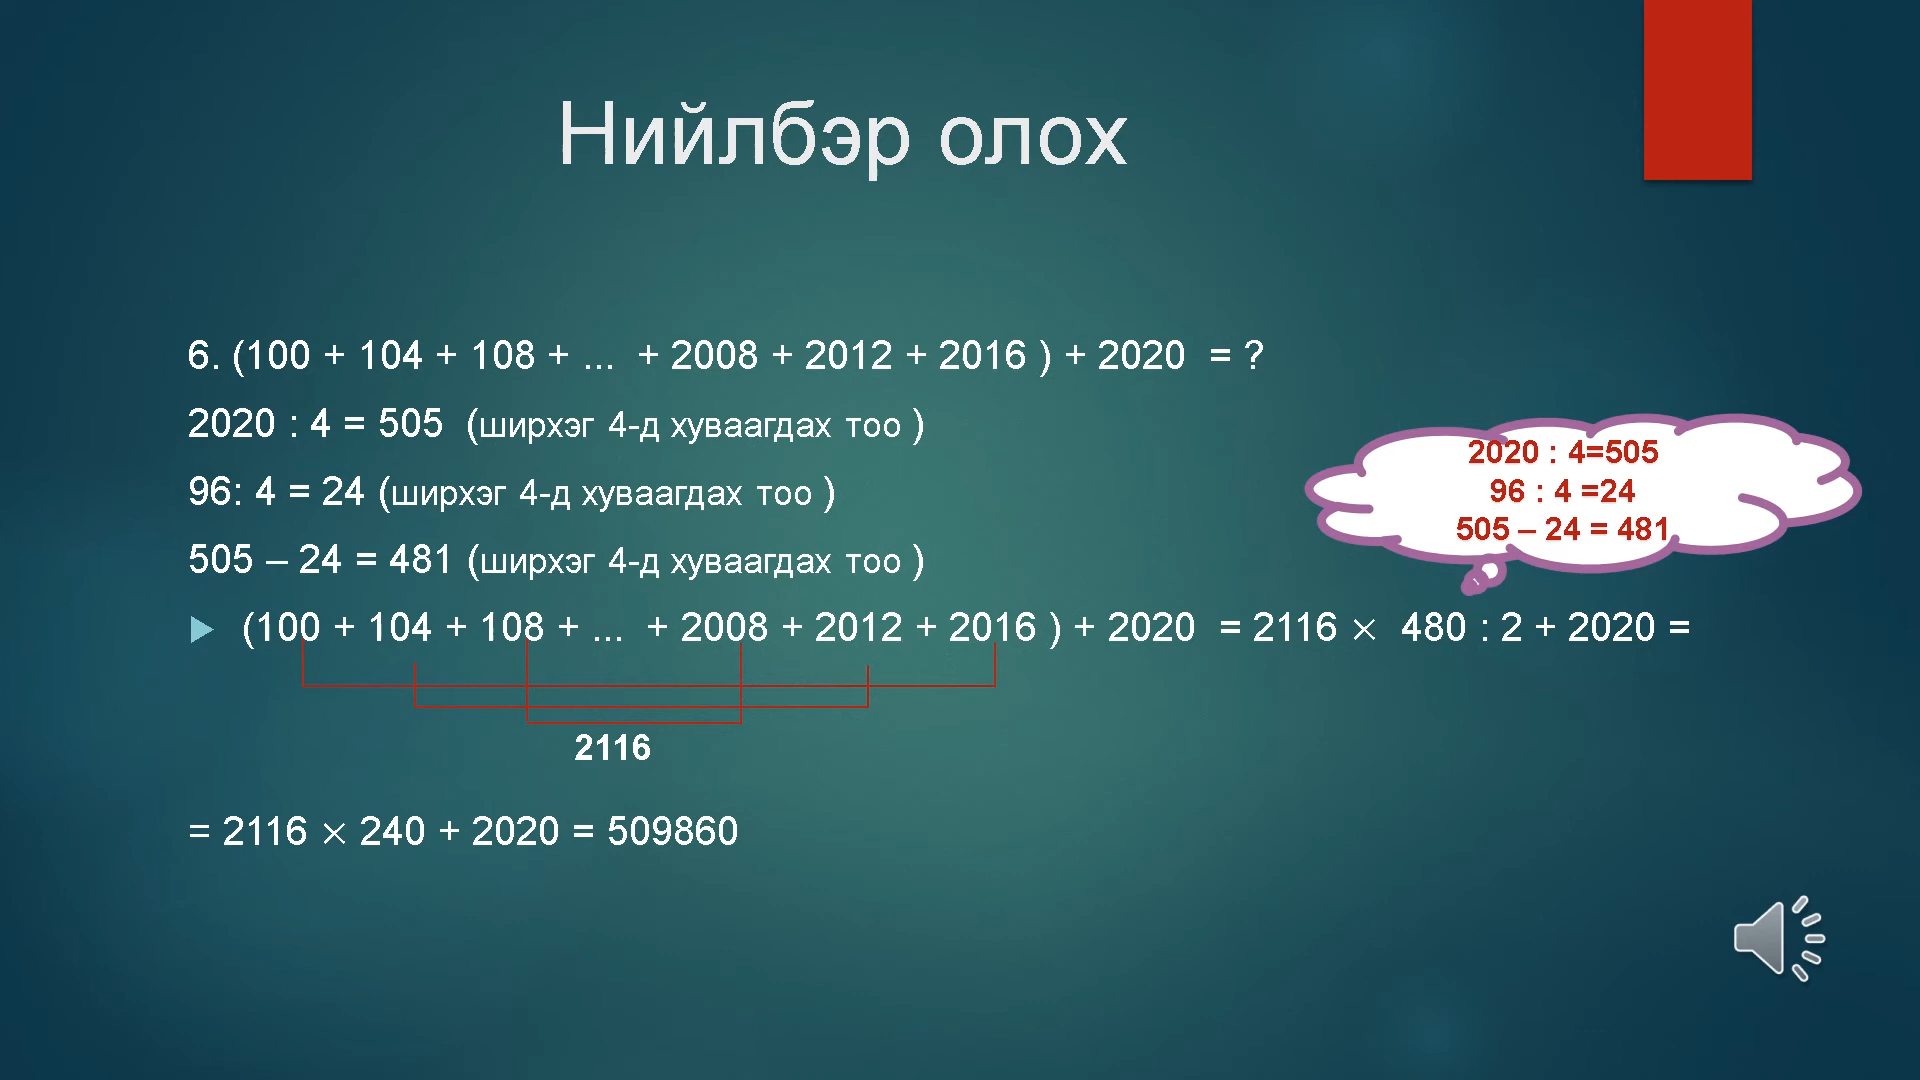 Нийлбэр олох
6. (100 + 104 + 108 + ... + 2008 + 2012 + 2016 ) + 2020 = ?
2020 : 4 = 505 (ширхэг 4-д хуваагдах тоо )
96: 4 = 24 (ширхэг 4-д хуваагдах тоо )
505 – 24 = 481 (ширхэг 4-д хуваагдах тоо )
2020 : 4=505
96 : 4 =24
505 – 24 = 481
(100 + 104 + 108 + ... + 2008 + 2012 + 2016 ) + 2020 = 2116 × 480 : 2 + 2020 =
2116
= 2116 × 240 + 2020 = 509860